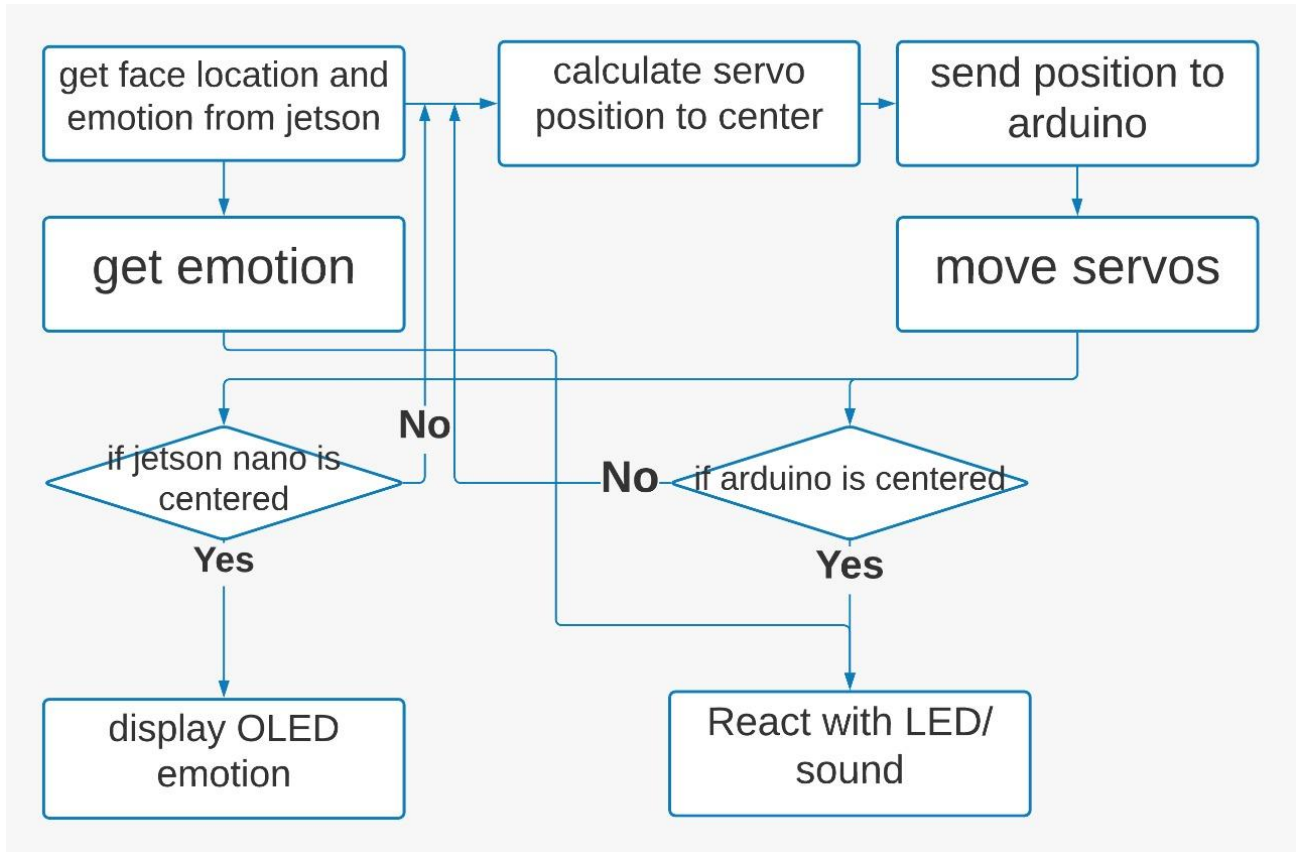 get face location and
emotion from jetson
calculate servo
position to center
send position to
arduino
get emotion
move servos
No
if jetson nano is
centered
No
if arduino is centered
Yes
Yes
display OLED
emotion
React with LED/
sound